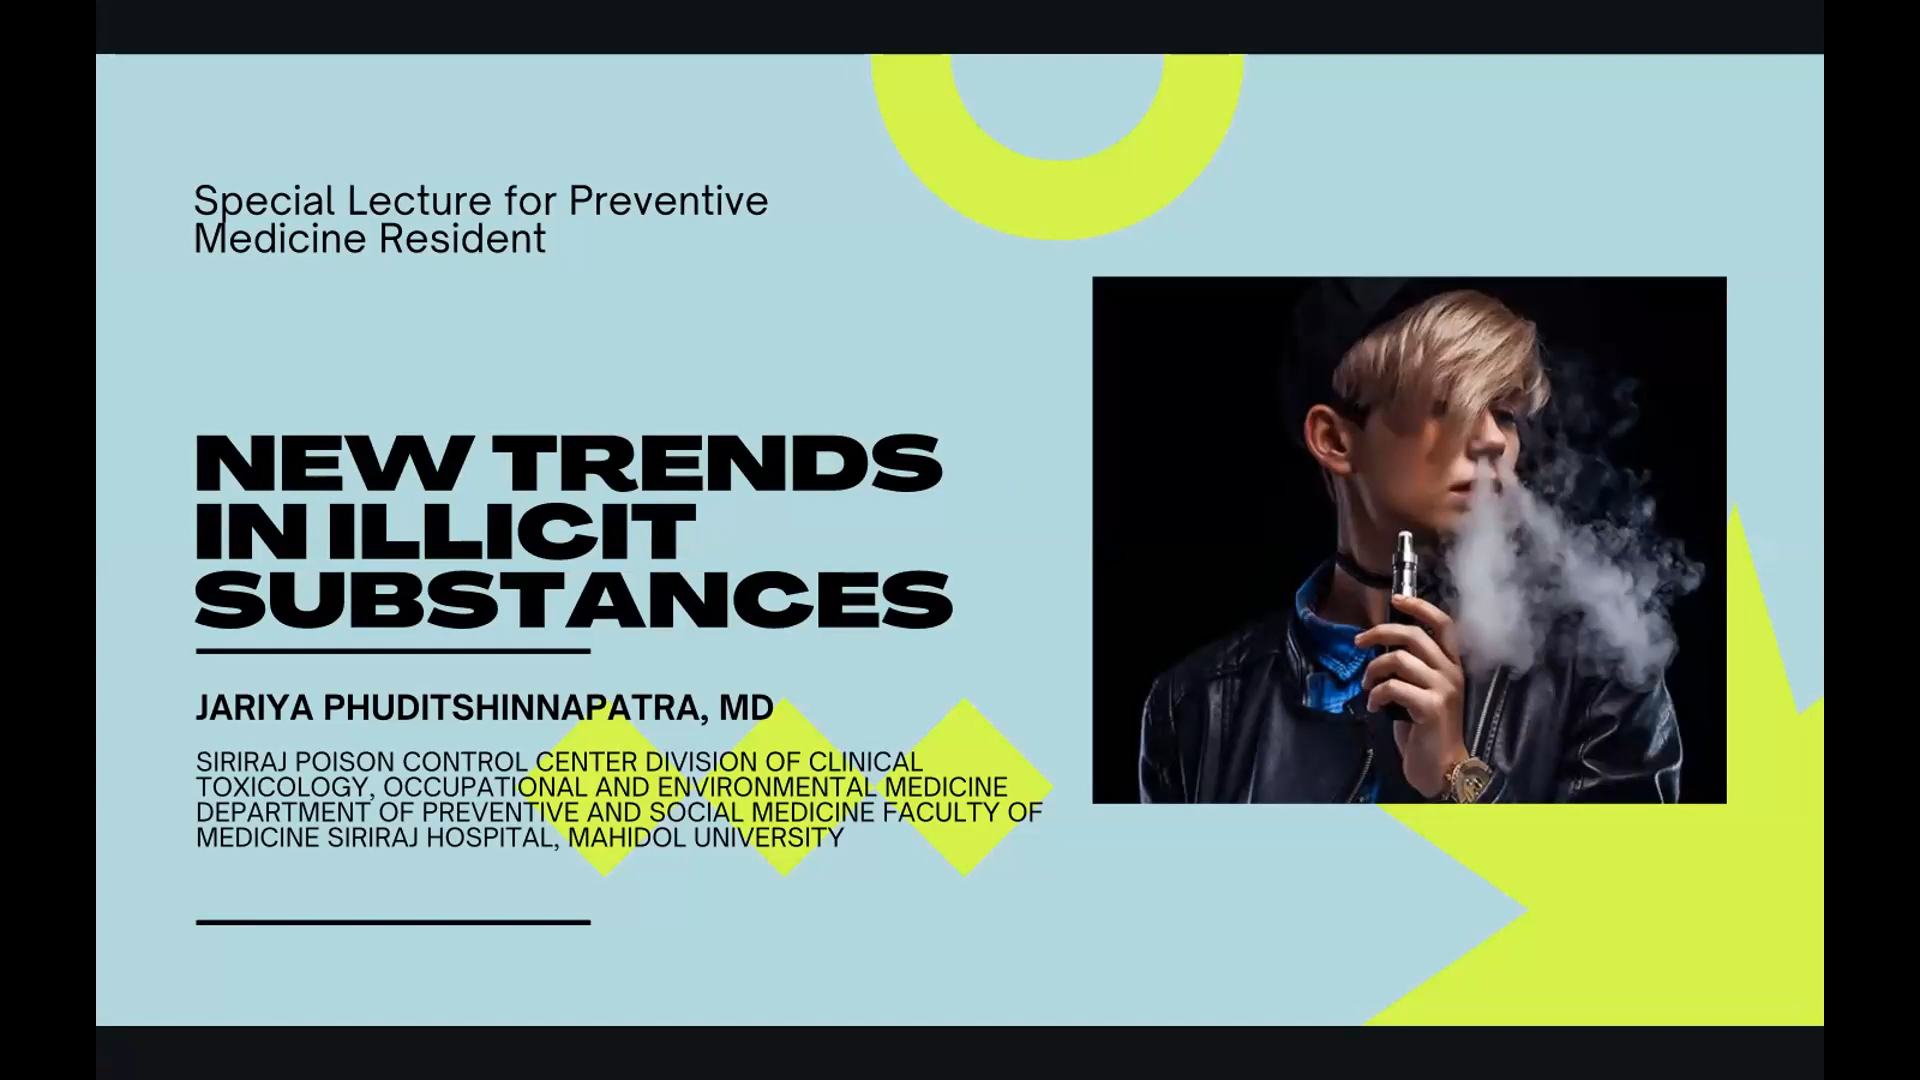 Special Lecture for Preventive
Medicine Resident
NEW TRENDS
IN ILLICIT
SUBSTANCES
JARIYA PHUDITSHINNAPATRA, MD
SIRIRAJ POISON CONTROL CENTER DIVISION OF CLINICAL
TOXICOLOGY, OCCUPATIONAL AND ENVIRONMENTAL MEDICINE
DEPARTMENT OF PREVENTIVE AND SOCIAL MEDICINE FACULTY OF
MEDICINE SIRIRAJ HOSPITAL, MAHIDOL UNIVERSITY